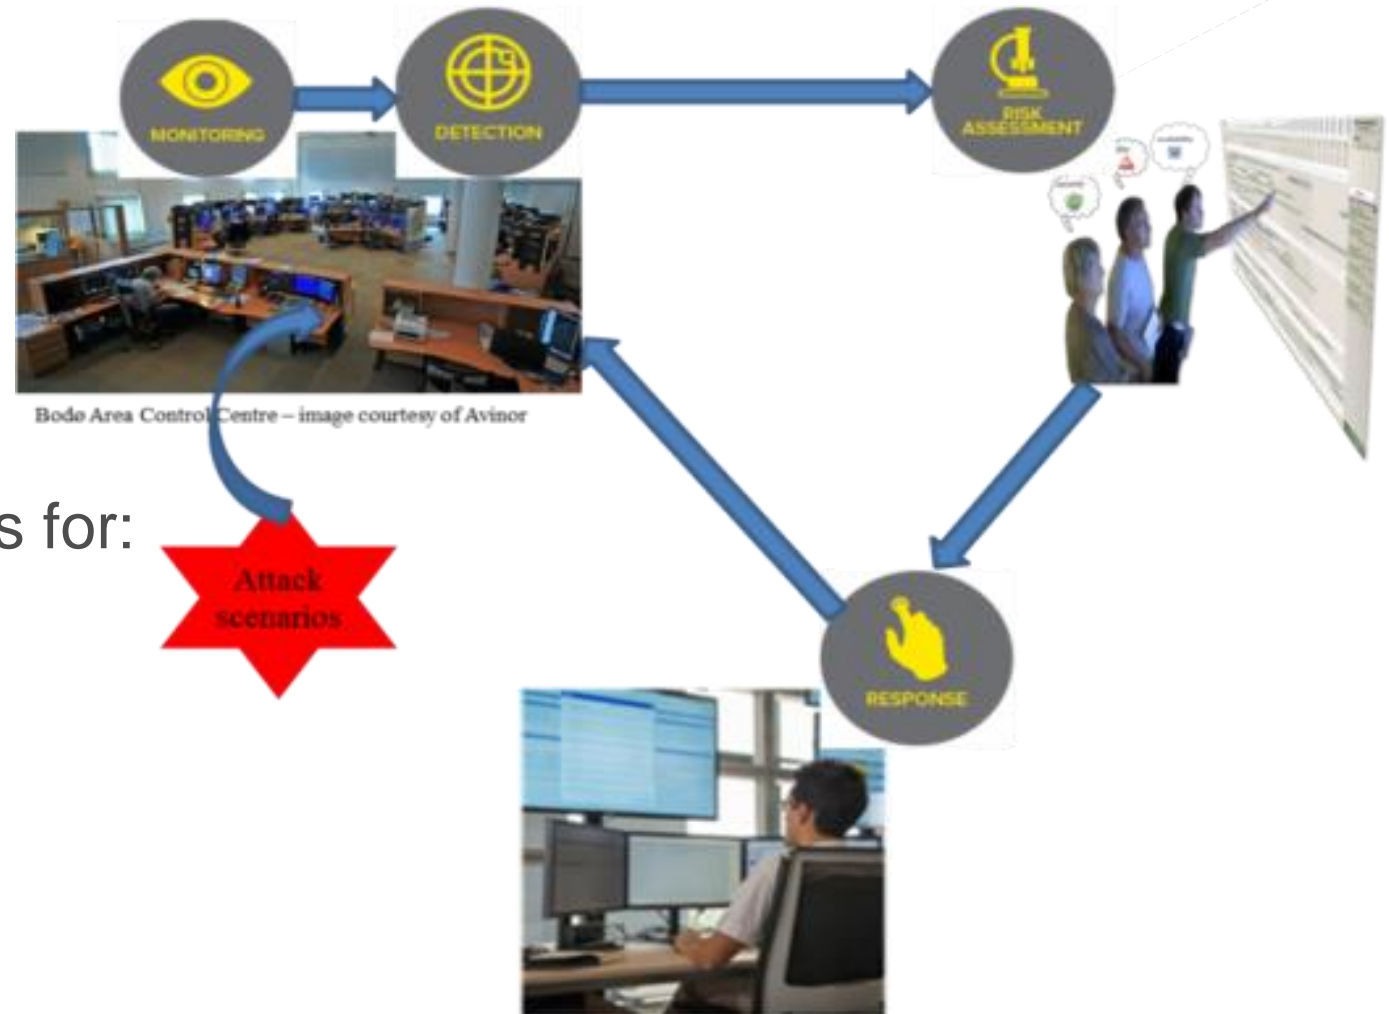 MONITORING
DETECTION
RISK
ASSESSMENT
Bodø Area Control Centre – image courtesy of Avinor
s for:
Attack
scenarios
RESPONSE